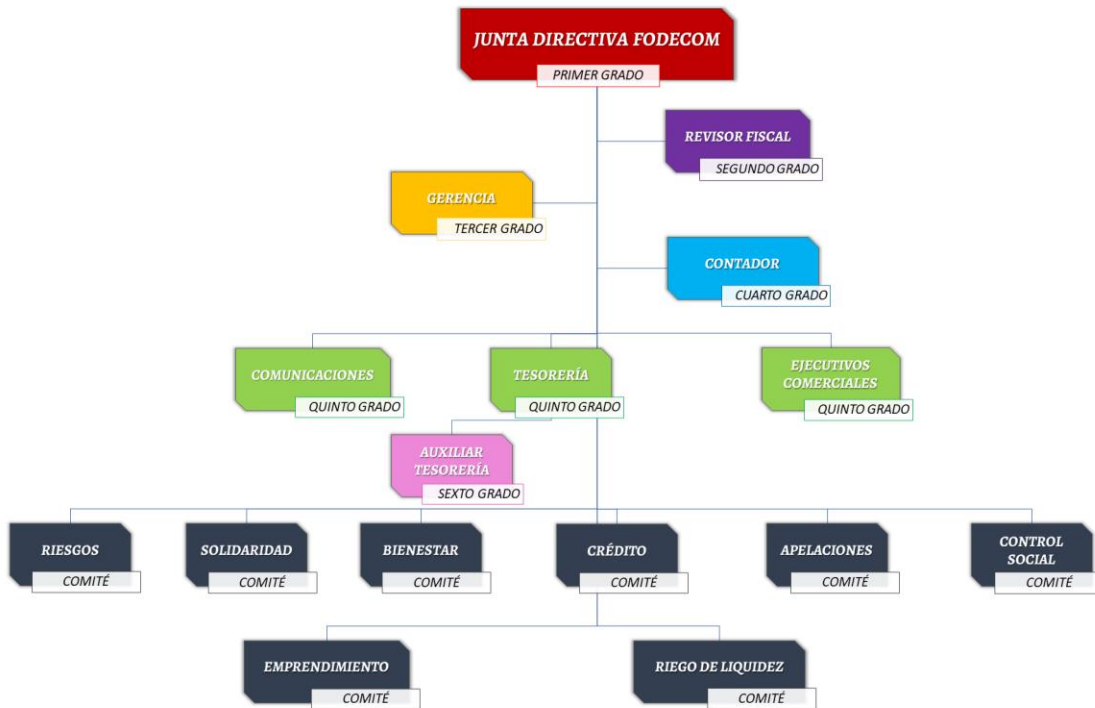 JUNTA DIRECTIVA FODECOM
PRIMER GRADO
REVISOR FISCAL
SEGUNDO GRADO
GERENCIA
TERCER GRADO
CONTADOR
CUARTO GRADO
COMUNICACIONES
QUINTO GRADO
TESORERÍA
QUINTO GRADO
EJECUTIVOS
COMERCIALES
QUINTO GRADO
AUXILIAR
TESORERÍA
SEXTO GRADO
RIESGOS
COMITÉ
SOLIDARIDAD
COMITÉ
BIENESTAR
COMITÉ
CRÉDITO
COMITÉ
APELACIONES
COMITÉ
CONTROL
SOCIAL
COMITÉ
EMPRENDIMIENTO
COMITÉ
RIEGO DE LIQUIDEZ
COMITÉ